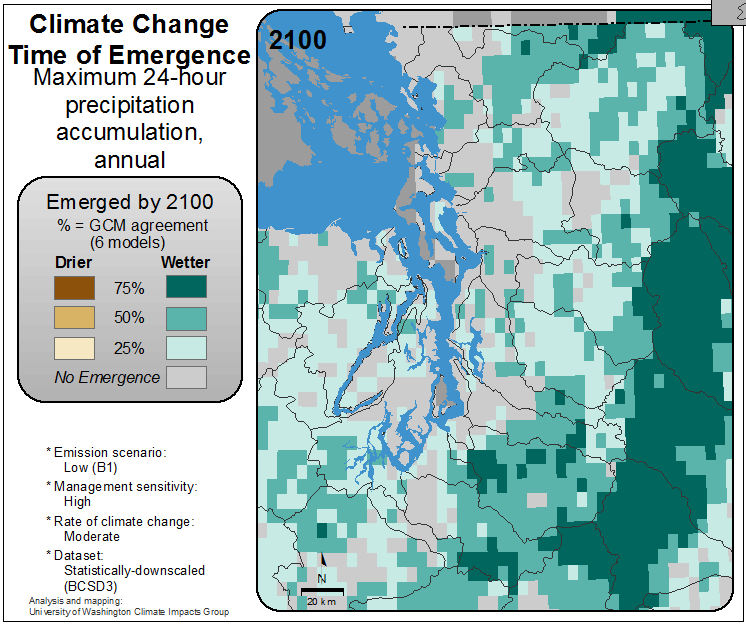 Climate Change
Time of Emergence
Maximum 24-hour
precipitation
accumulation,
annual
Emerged by 2100
% = GCM agreement
(6 models)
Drier Wetter
75%
50%
25%
No Emergence
* Emission scenario:
Low (B1)
* Management sensitivity:
High
* Rate of climate change:
Moderate
* Dataset:
Statistically-downscaled
(BCSD3)
Analysis and mapping:
University of Washington Climate Impacts Group
2100
N
20 km